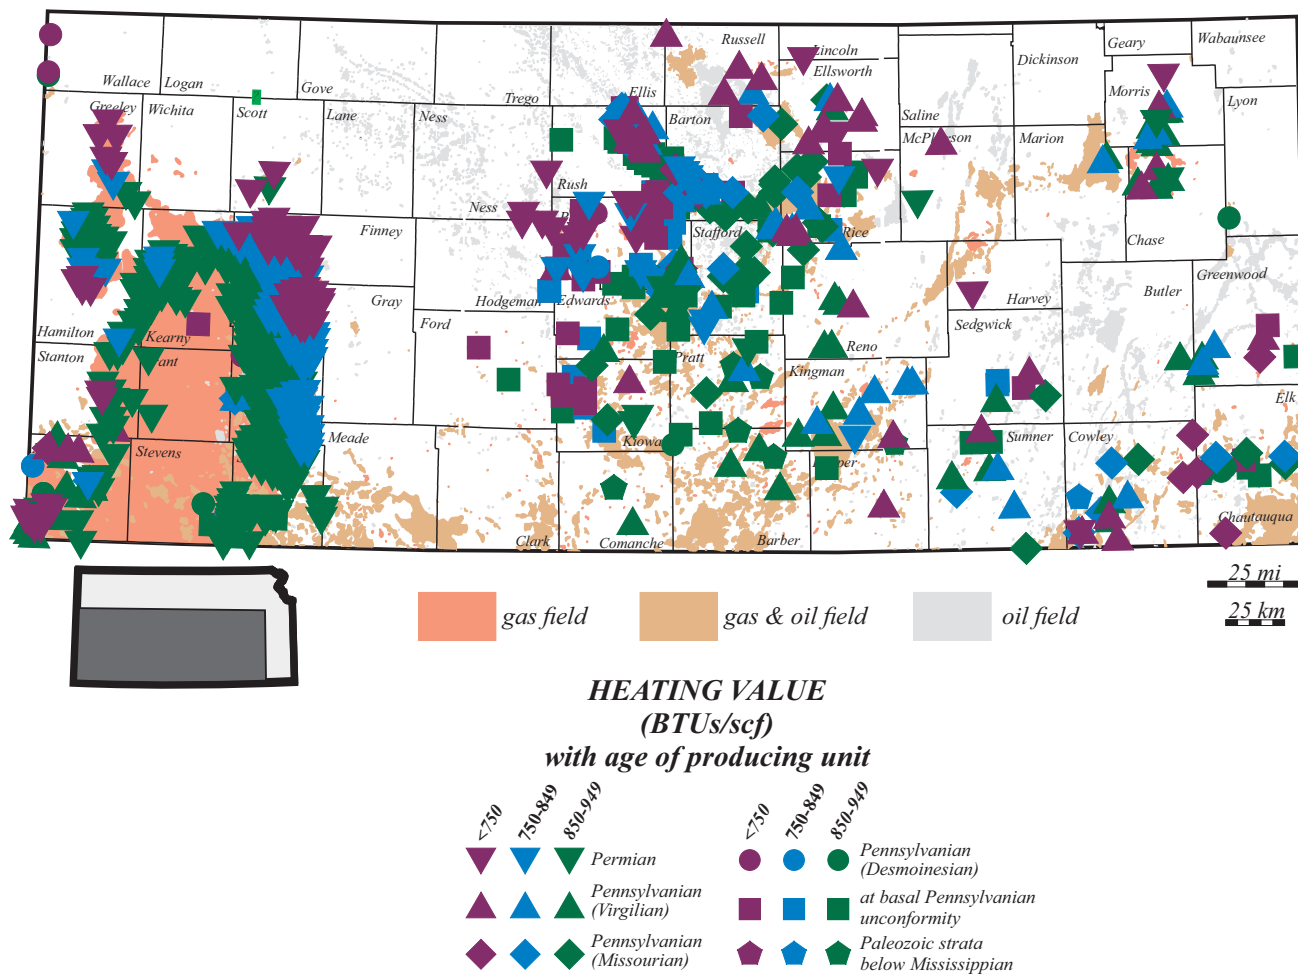 Russell
Lincoln
Geary
Wabaunsee
Dickinson
Wallace
Logan
Gove
Trego
Ellis
Ellsworth
Morris
Lyon
Greeley
Wichita
Scott
Lane
Ness
Barton
Saline
McPherson
Marion
Rush
Ness
Finney
Stafford
Rice
Chase
Hamilton
Kearny
Gray
Hodgeman
Edwards
Harvey
Butler
Greenwood
Stanton
Ford
Pratt
Reno
Sedgwick
Kingman
Elk
Stevens
Meade
Kiowa
Sumner
Cowley
Clark
Comanche
Barber
Chautauqua
25 mi
25 km
gas field
gas & oil field
oil field
HEATING VALUE
(BTUs/scf)
with age of producing unit
<750
750-849
850-949
<750
750-849
850-949
Permian
Pennsylvanian
(Virgilian)
Pennsylvanian
(Missourian)
Pennsylvanian
(Desmoinesian)
at basal Pennsylvanian
unconformity
Paleozoic strata
below Mississippian